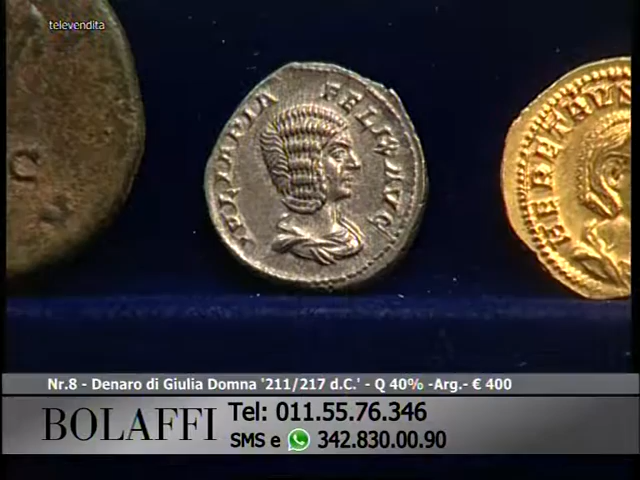 televendita
IVLIA PIA FELIX AVG
Nr.8 - Denaro di Giulia Domna '211/217 d.C.' - Q 40% -Arg.- € 400
BOLAFFI
Tel: 011.55.76.346
SMS e 342.830.00.90